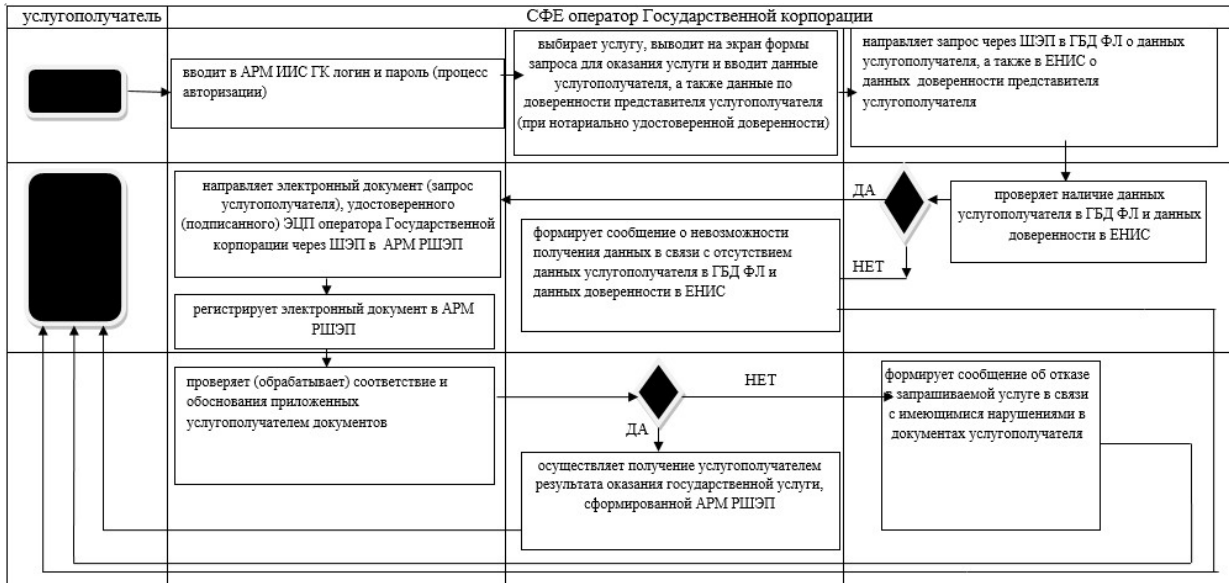 услугополучатель
СФЕ оператор Государственной корпорации
вводит в АРМ ИИС ГК логин и пароль (процесс
авторизации)
выбирает услугу, выводит на экран формы
запроса для оказания услуги и вводит данные
услугополучателя, а также данные по
доверенности представителя услугополучателя
(при нотариально удостоверенной доверенности)
направляет запрос через ШЭП в ГБД ФЛ о данных
услугополучателя, а также в ЕНИС о
данных доверенности представителя
услугополучателя
направляет электронный документ (запрос
услугополучателя), удостоверенного
(подписанного) ЭЦП оператора Государственной
корпорации через ШЭП в АРМ РШЭП
ДА
проверяет наличие данных
услугополучателя в ГБД ФЛ и данных
доверенности в ЕНИС
формирует сообщение о невозможности
получения данных в связи с отсутствием
данных услугополучателя в ГБД ФЛ и
данных доверенности в ЕНИС
НЕТ
регистрирует электронный документ в АРМ
РШЭП
проверяет (обрабатывает) соответствие и
обоснования приложенных
услугополучателем документов
НЕТ
ДА
формирует сообщение об отказе
в запрашиваемой услуге в связи
с имеющимися нарушениями в
документах услугополучателя
осуществляет получение услугополучателем
результата оказания государственной услуги,
сформированной АРМ РШЭП